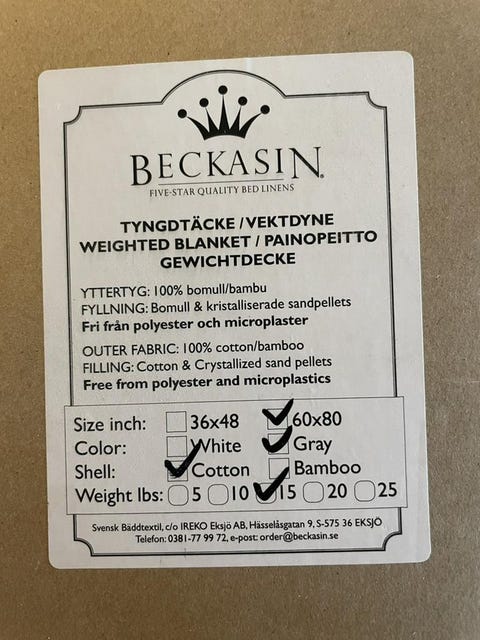 BECKASIN®
FIVE-STAR QUALITY BED LINENS
TYNGDTÄCKE / VEKTDYNE
WEIGHTED BLANKET / PAINOPEITTO
GEWICHTDECKE
YTTERTYG: 100% bomull/bambu
FYLLNING: Bomull & kristalliserade sandpellets
Fri från polyester och microplaster
OUTER FABRIC: 100% cotton/bamboo
FILLING: Cotton & Crystallized sand pellets
Free from polyester and microplastics
Size inch: 36x48 60x80
Color: White Gray
Shell: Cotton Bamboo
Weight lbs: 5 10 15 20 25
Svensk Bäddtextil, c/o IREKO Eksjö AB, Hässelåsgatan 9, S-575 36 EKSJÖ
Telefon: 0381-77 99 72, e-post: order@beckasin.se